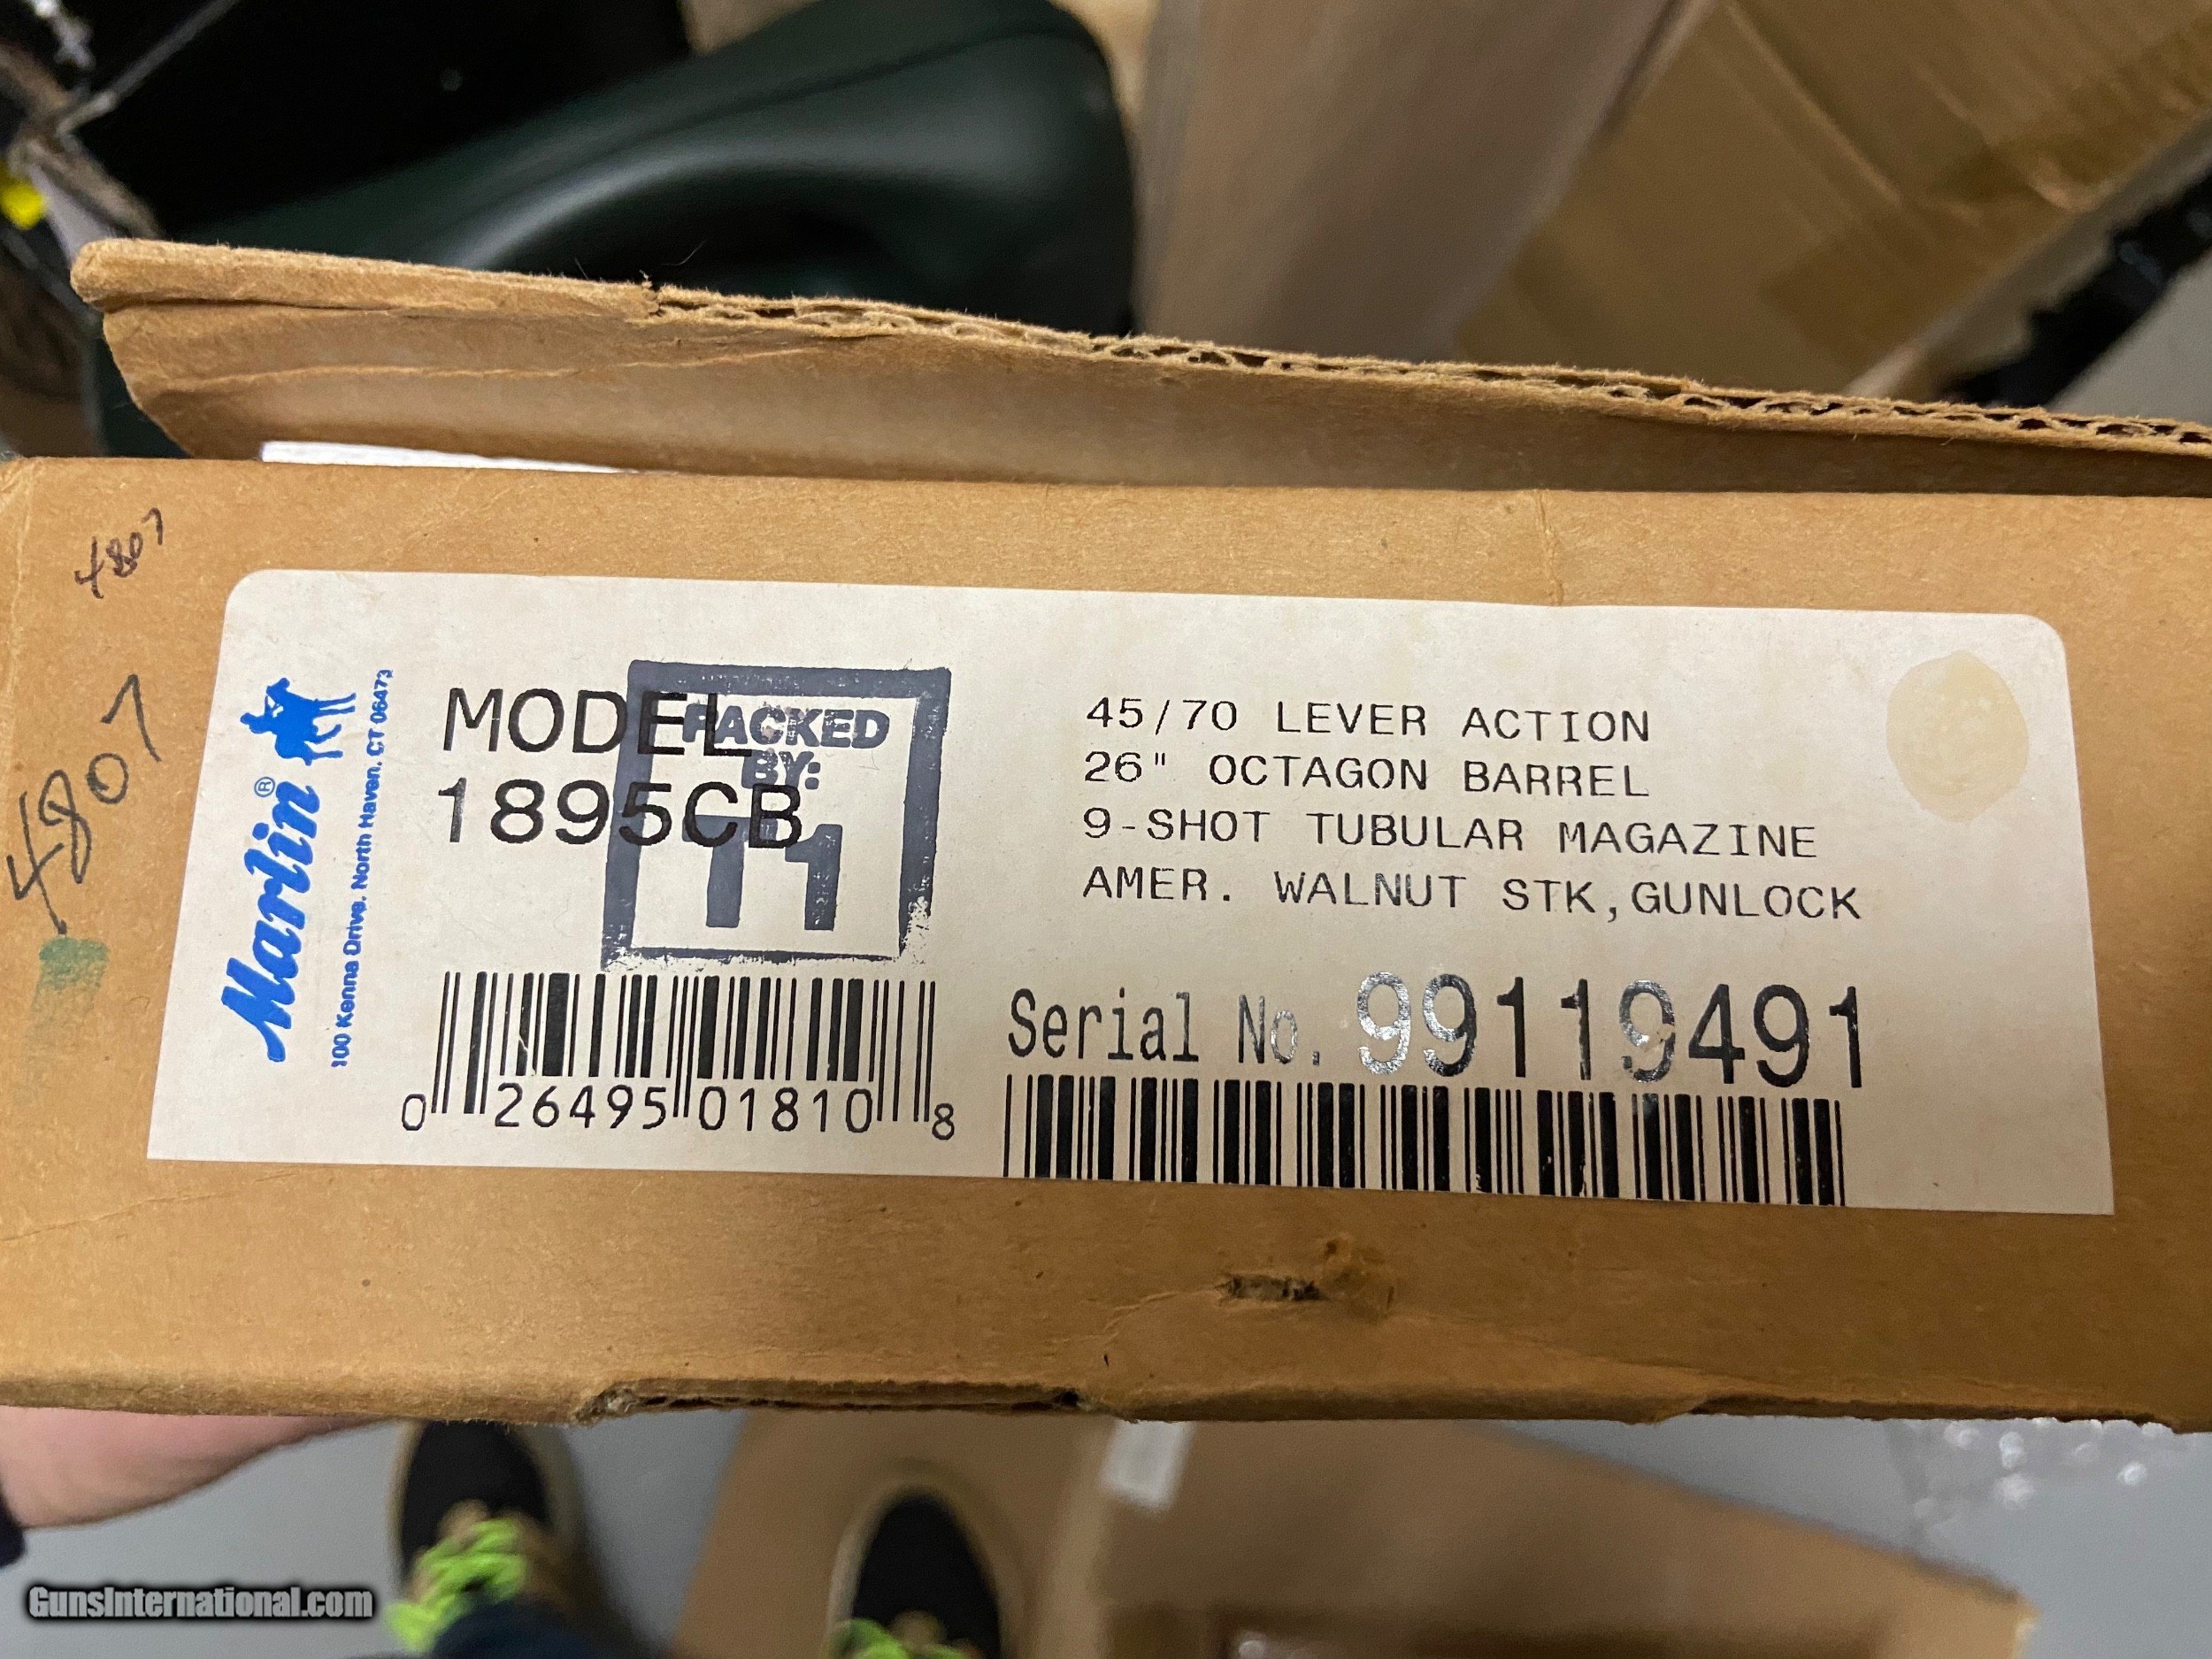 4807
4807
Marlin®
100 Kenna Drive, North Haven, CT 06473
MODEL
1895CB
PACKED
BY:
11
45/70 LEVER ACTION
26" OCTAGON BARREL
9-SHOT TUBULAR MAGAZINE
AMER. WALNUT STK,GUNLOCK
Serial No. 99119491
0 26495 01810 8
GunsInternational.com